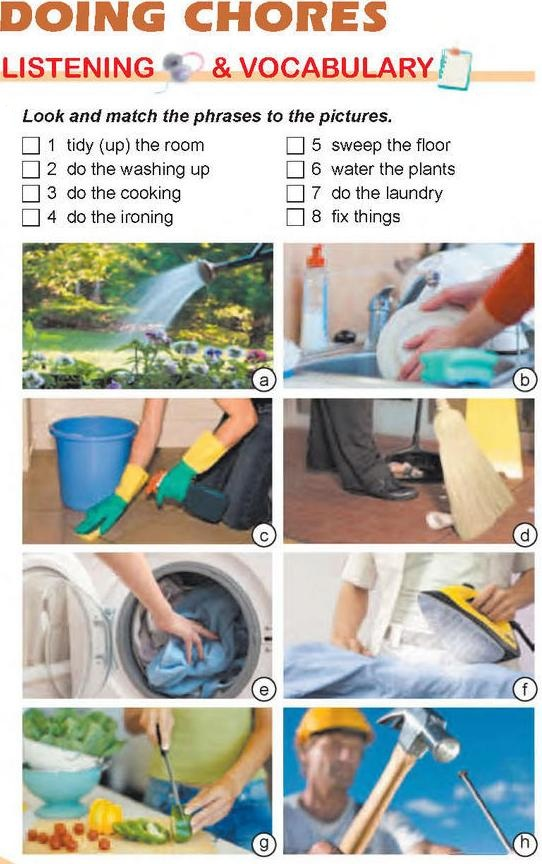 DOING CHORES
LISTENING & VOCABULARY
Look and match the phrases to the pictures.
1 tidy (up) the room
2 do the washing up
3 do the cooking
4 do the ironing
5 sweep the floor
6 water the plants
7 do the laundry
8 fix things
a
b
c
d
e
f
g
h